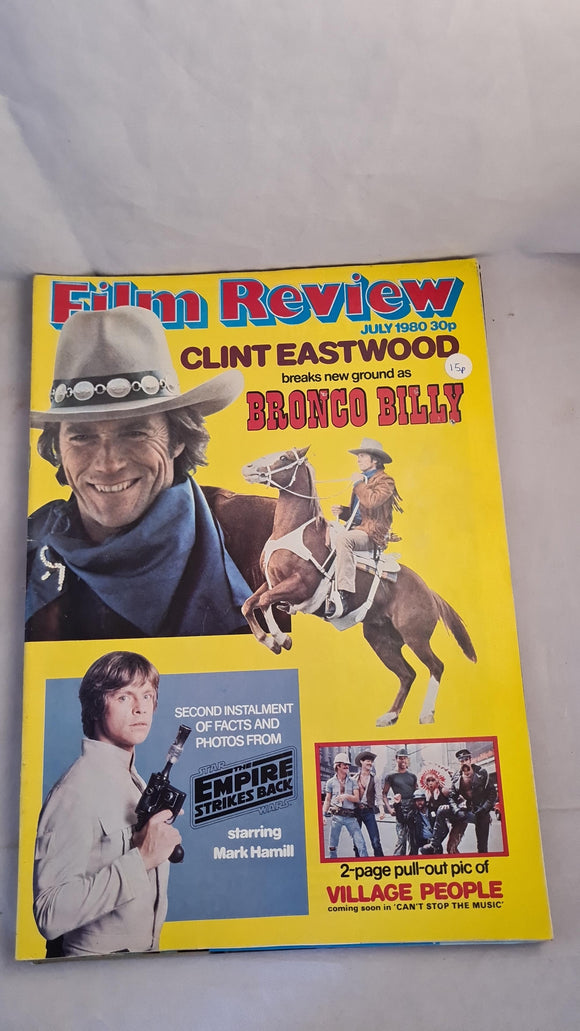 Film Review
JULY 1980 30p
CLINT EASTWOOD
15p
breaks new ground as
BRONCO BILLY
SECOND INSTALMENT
OF FACTS AND
PHOTOS FROM
STAR
THE
EMPIRE
STRIKES BACK
WARS
starring
Mark Hamill
2-page pull-out pic of
VILLAGE PEOPLE
coming soon in 'CAN'T STOP THE MUSIC'